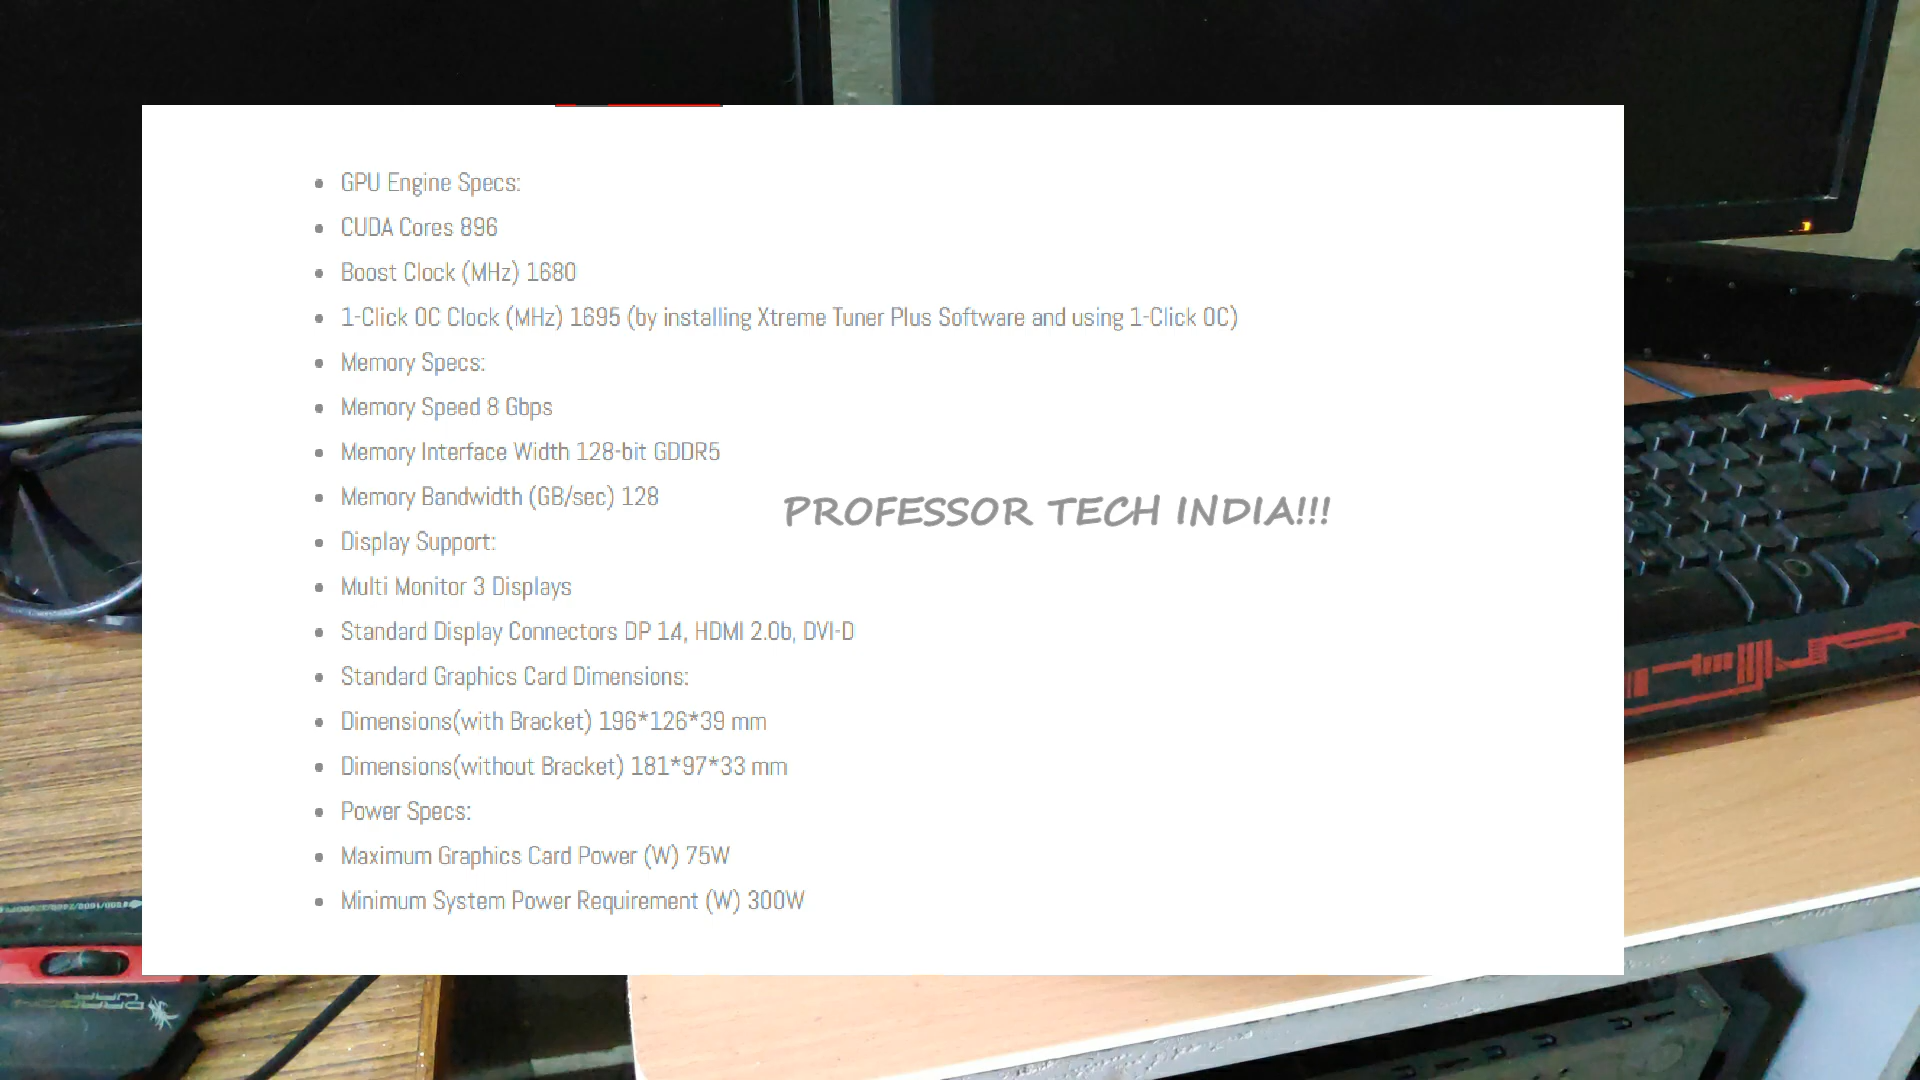 GPU Engine Specs:
CUDA Cores 896
Boost Clock (MHz) 1680
1-Click OC Clock (MHz) 1695 (by installing Xtreme Tuner Plus Software and using 1-Click OC)
Memory Specs:
Memory Speed 8 Gbps
Memory Interface Width 128-bit GDDR5
Memory Bandwidth (GB/sec) 128
PROFESSOR TECH INDIA!!!
Display Support:
Multi Monitor 3 Displays
Standard Display Connectors DP 1.4, HDMI 2.0b, DVI-D
Standard Graphics Card Dimensions:
Dimensions(with Bracket) 196*126*39 mm
Dimensions(without Bracket) 181*97*33 mm
Power Specs:
Maximum Graphics Card Power (W) 75W
Minimum System Power Requirement (W) 300W